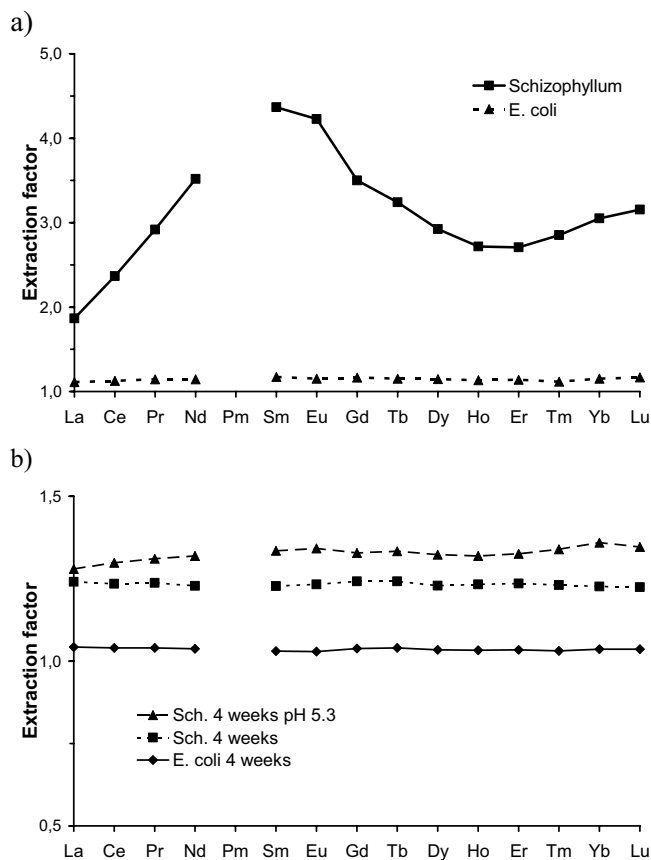 a)
5,0
4,0
3,0
2,0
1,0
Extraction factor
Schizophyllum
E. coli
La Ce Pr Nd Pm Sm Eu Gd Tb Dy Ho Er Tm Yb Lu
b)
1,5
1,0
0,5
Extraction factor
Sch. 4 weeks pH 5.3
Sch. 4 weeks
E. coli 4 weeks
La Ce Pr Nd Pm Sm Eu Gd Tb Dy Ho Er Tm Yb Lu